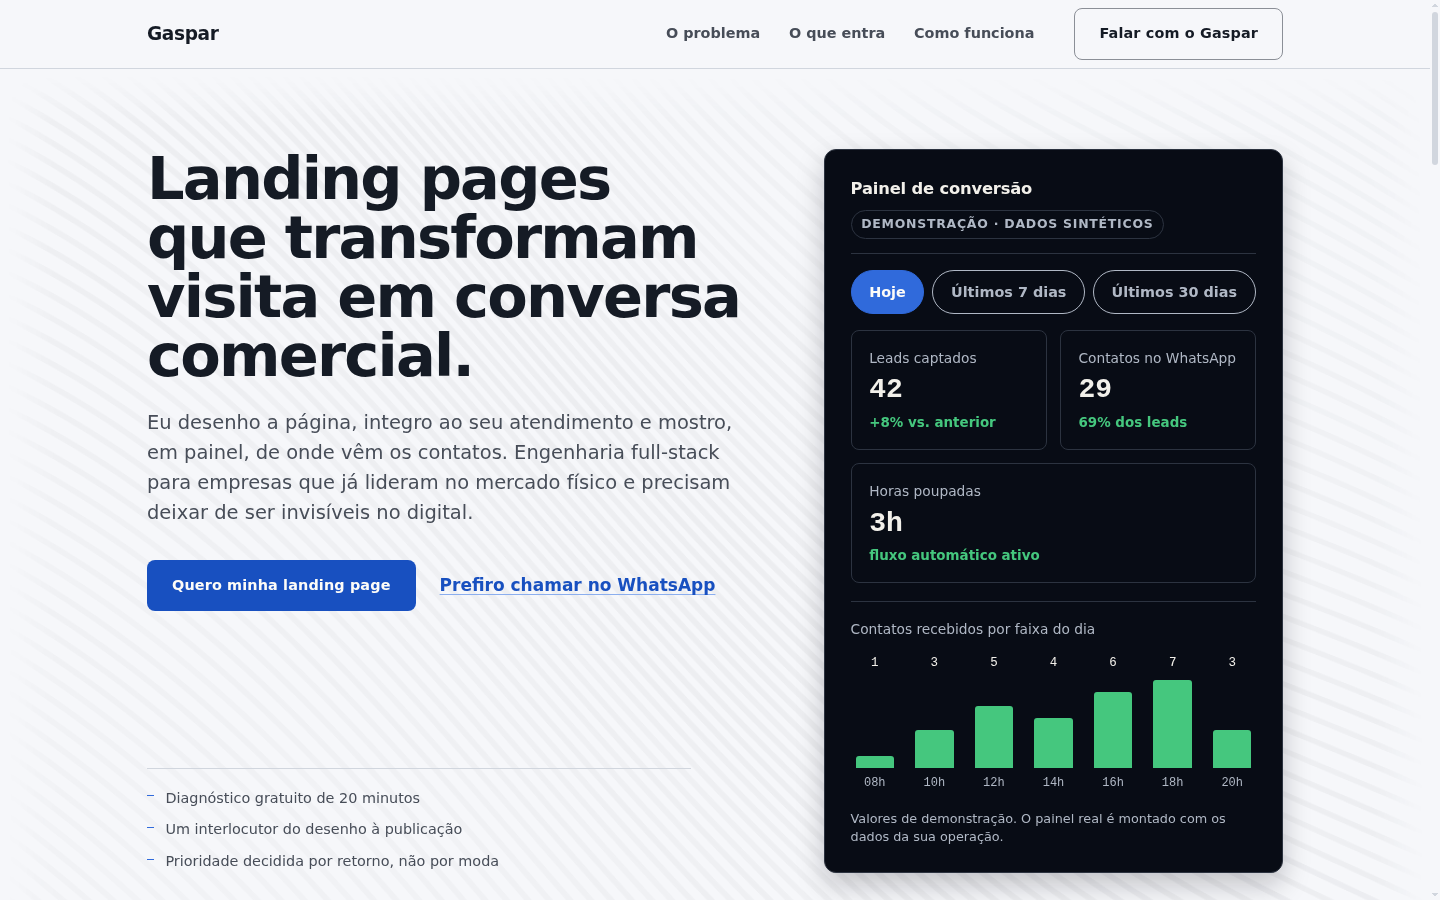 Gaspar
O problema
O que entra
Como funciona
Falar com o Gaspar
Landing pages
que transformam
visita em conversa
comercial.
Eu desenho a página, integro ao seu atendimento e mostro,
em painel, de onde vêm os contatos. Engenharia full-stack
para empresas que já lideram no mercado físico e precisam
deixar de ser invisíveis no digital.
Quero minha landing page
Prefiro chamar no WhatsApp
– Diagnóstico gratuito de 20 minutos
– Um interlocutor do desenho à publicação
– Prioridade decidida por retorno, não por moda
Painel de conversão
DEMONSTRAÇÃO · DADOS SINTÉTICOS
Hoje
Últimos 7 dias
Últimos 30 dias
Leads captados
42
+8% vs. anterior
Contatos no WhatsApp
29
69% dos leads
Horas poupadas
3h
fluxo automático ativo
Contatos recebidos por faixa do dia
1 3 5 4 6 7 3
08h 10h 12h 14h 16h 18h 20h
Valores de demonstração. O painel real é montado com os
dados da sua operação.